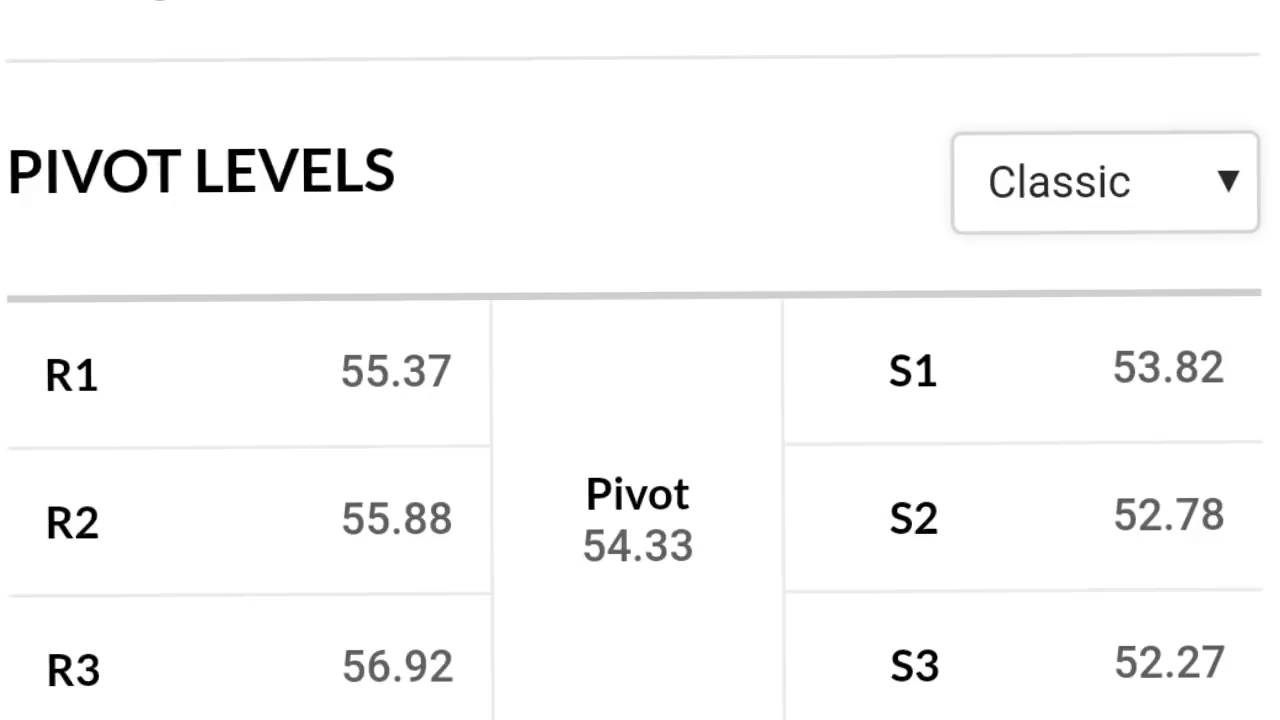 PIVOT LEVELS
Classic ▼
R1 55.37
S1 53.82
R2 55.88
Pivot
54.33
S2 52.78
R3 56.92
S3 52.27